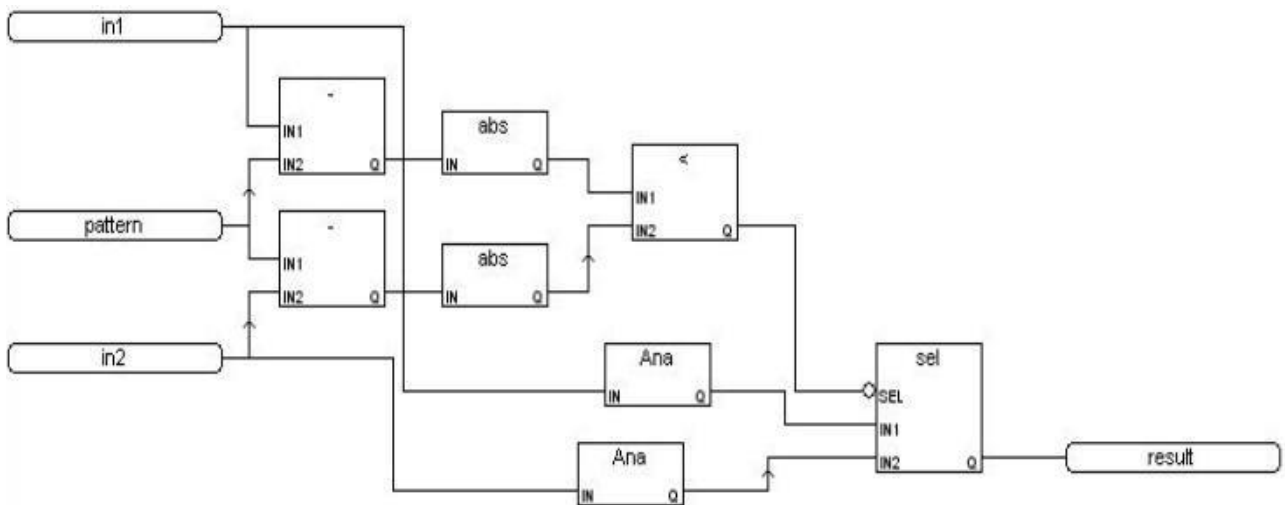 in1
-
IN1
IN2
Q
abs
IN
Q
<
IN1
IN2
Q
pattern
-
IN1
IN2
Q
abs
IN
Q
in2
Ana
IN
Q
sel
SEL
IN1
IN2
Q
Ana
IN
Q
result